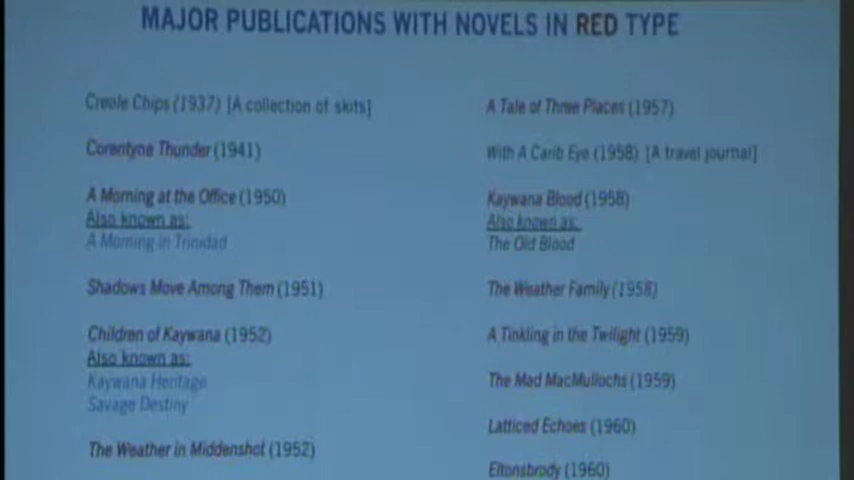 MAJOR PUBLICATIONS WITH NOVELS IN RED TYPE
Creole Chips (1937) [A collection of skits]
Corentyne Thunder (1941)
A Morning at the Office (1950)
Also known as:
A Morning in Trinidad
Shadows Move Among Them (1951)
Children of Kaywana (1952)
Also known as:
Kaywana Heritage
Savage Destiny
The Weather in Middenshot (1952)
A Tale of Three Places (1957)
With A Carib Eye (1958) [A travel journal]
Kaywana Blood (1958)
Also known as:
The Old Blood
The Weather Family (1958)
A Tinkling in the Twilight (1959)
The Mad MacMullochs (1959)
Latticed Echoes (1960)
Eltonsbrody (1960)